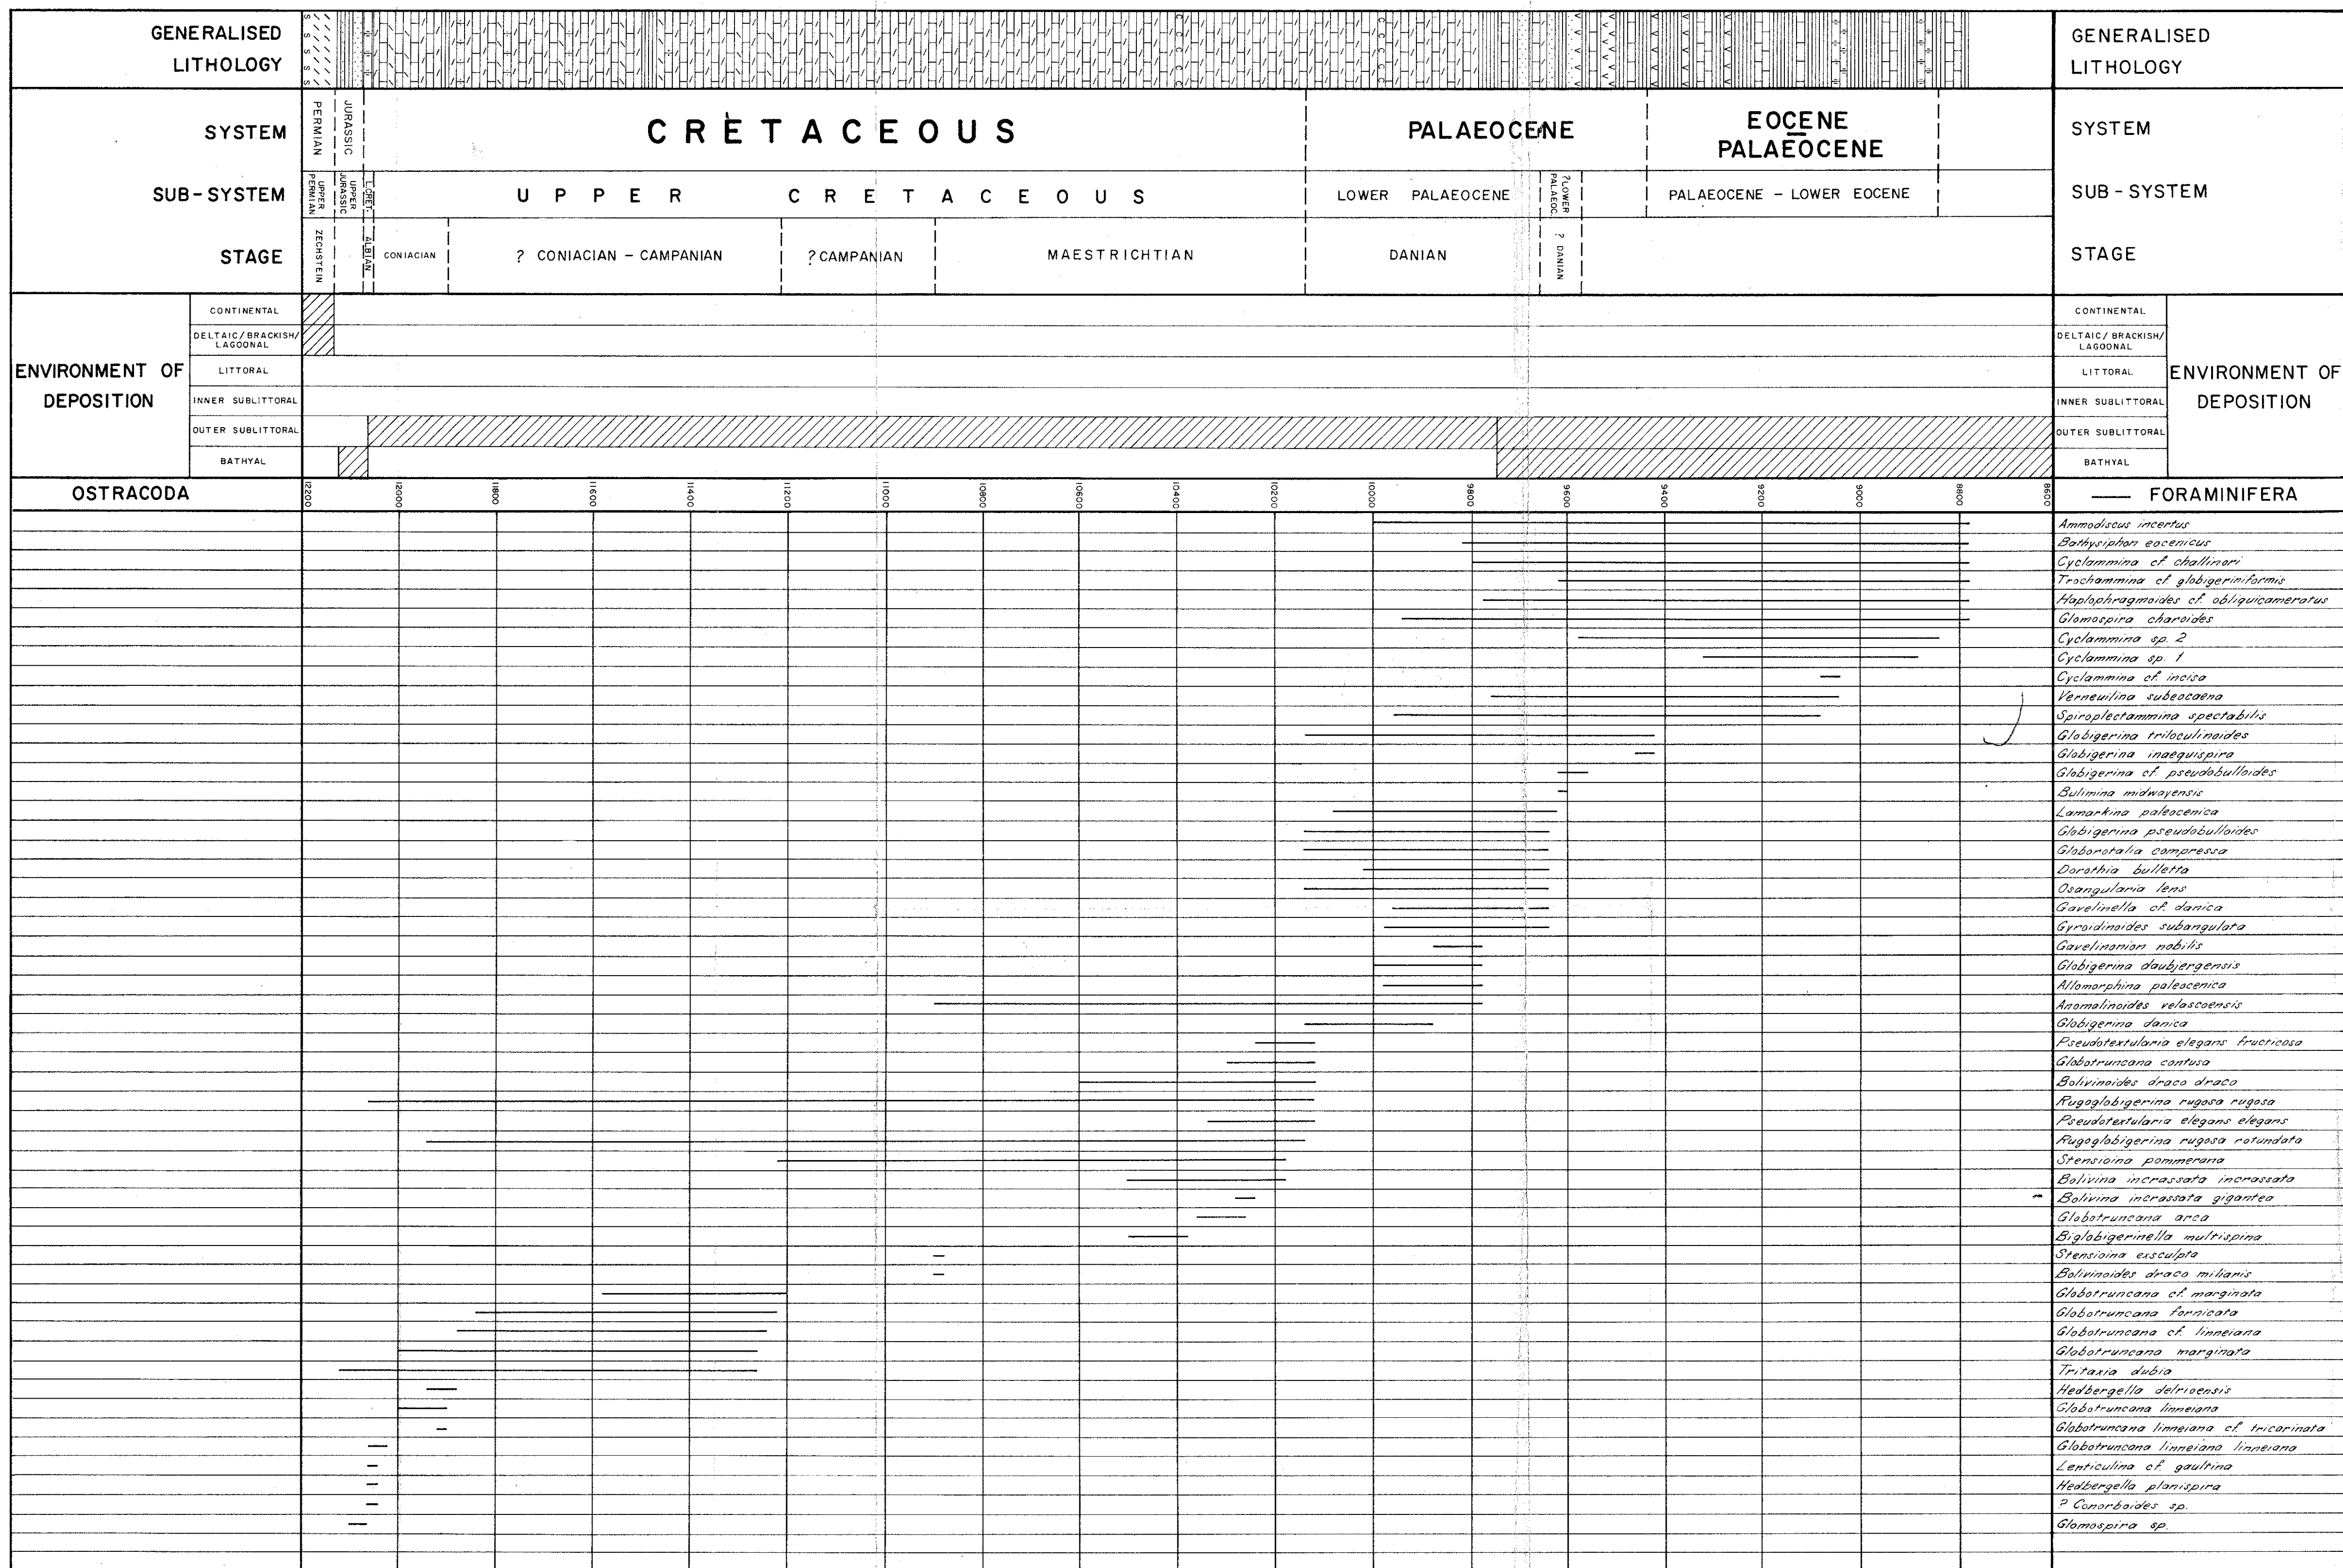 GENERALISED
LITHOLOGY
GENERALISED
LITHOLOGY
SYSTEM
PERMIAN
JURASSIC
CRETACEOUS
PALAEOCENE
EOCENE
PALAEOCENE
SYSTEM
SUB-SYSTEM
UPPER
PERMIAN
UPPER
JURASSIC
L.CRET.
UPPER CRETACEOUS
LOWER PALAEOCENE
?LOWER
PALAEOC.
PALAEOCENE - LOWER EOCENE
SUB-SYSTEM
STAGE
ZECHSTEIN
ALBIAN
CONIACIAN
? CONIACIAN - CAMPANIAN
? CAMPANIAN
MAESTRICHTIAN
DANIAN
? DANIAN
STAGE
ENVIRONMENT OF
DEPOSITION
CONTINENTAL
DELTAIC/BRACKISH/
LAGOONAL
LITTORAL
INNER SUBLITTORAL
OUTER SUBLITTORAL
BATHYAL
CONTINENTAL
DELTAIC/BRACKISH/
LAGOONAL
LITTORAL
INNER SUBLITTORAL
OUTER SUBLITTORAL
BATHYAL
ENVIRONMENT OF
DEPOSITION
OSTRACODA
12200
12000
11800
11600
11400
11200
11000
10800
10600
10400
10200
10000
9800
9600
9400
9200
9000
8800
8600
FORAMINIFERA
Ammodiscus incertus
Bathysiphon eocenicus
Cyclammina cf challinori
Trochammina cf globigeriniformis
Haplophragmoides cf. obliquicameratus
Glomospira charoides
Cyclammina sp. 2
Cyclammina sp. 1
Cyclammina cf. incisa
Verneuilina subeocaena
Spiroplectammina spectabilis
Globigerina triloculinoides
Globigerina inaequispira
Globigerina cf. pseudobulloides
Bulimina midwayensis
Lamarkina paleocenica
Globigerina pseudobulloides
Globorotalia compressa
Dorothia bulletta
Osangularia lens
Gavelinella cf. danica
Gyroidinoides subangulata
Gavelinonion nobilis
Globigerina daubjergensis
Allomorphina paleocenica
Anomalinoides velascoensis
Globigerina danica
Pseudotextularia elegans fructicosa
Globotruncana contusa
Bolivinoides draco draco
Rugoglobigerina rugosa rugosa
Pseudotextularia elegans elegans
Rugoglobigerina rugosa rotundata
Stensioina pommerana
Bolivina incrassata incrassata
Bolivina incrassata gigantea
Globotruncana arca
Biglobigerinella multispina
Stensioina exsculpta
Bolivinoides draco miliaris
Globotruncana cf. marginata
Globotruncana fornicata
Globotruncana cf. linneiana
Globotruncana marginata
Tritaxia dubia
Hedbergella delrioensis
Globotruncana linneiana
Globotruncana linneiana cf. tricarinata
Globotruncana linneiana linneiana
Lenticulina cf. gaultina
Hedbergella planispira
? Conorboides sp.
Glomospira sp.